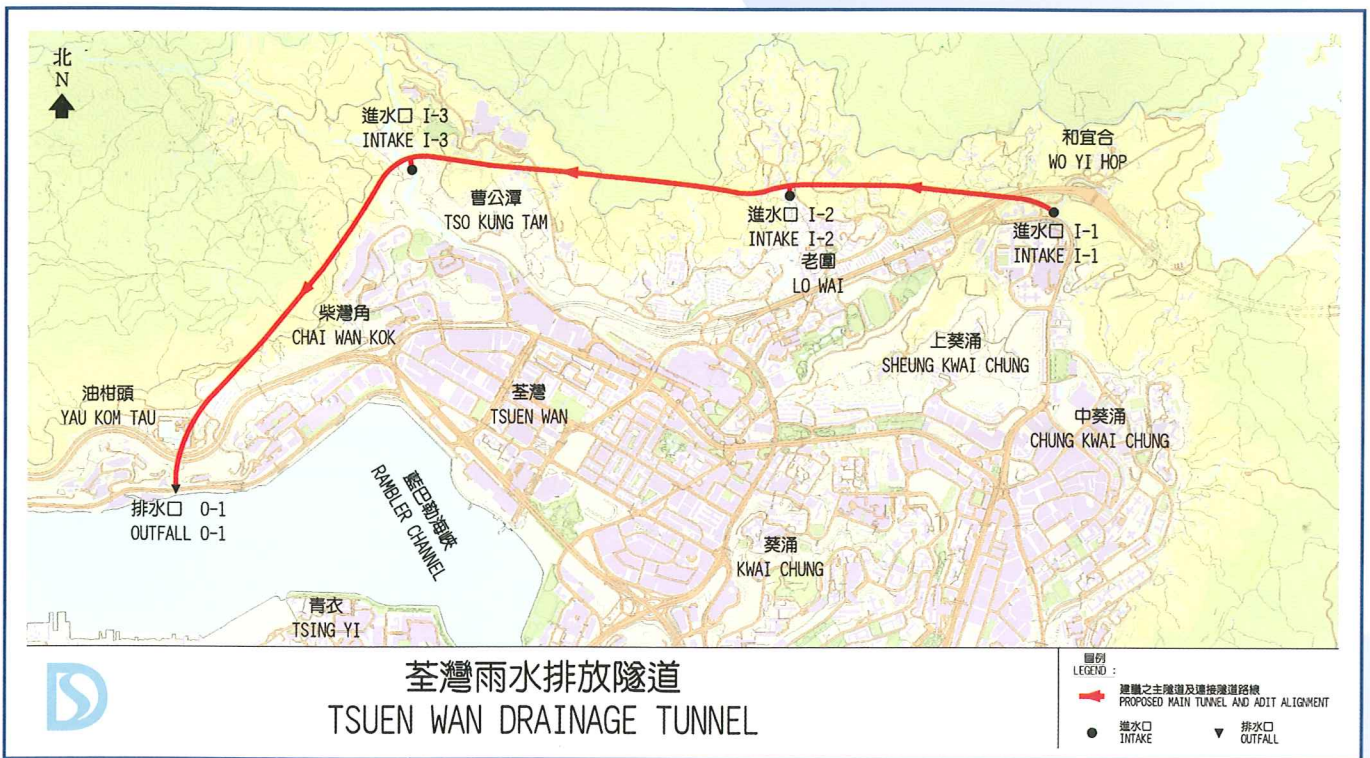 北
N
進水口 I-3
INTAKE I-3
和宜合
WO YI HOP
曹公潭
TSO KUNG TAM
進水口 I-2
INTAKE I-2
進水口 I-1
INTAKE I-1
老圍
LO WAI
柴灣角
CHAI WAN KOK
上葵涌
SHEUNG KWAI CHUNG
油柑頭
YAU KOM TAU
荃灣
TSUEN WAN
中葵涌
CHUNG KWAI CHUNG
藍巴勒海峽
RAMBLER CHANNEL
排水口 O-1
OUTFALL O-1
葵涌
KWAI CHUNG
青衣
TSING YI
荃灣雨水排放隧道
TSUEN WAN DRAINAGE TUNNEL
圖例
LEGEND :
建議之主隧道及連接隧道路線
PROPOSED MAIN TUNNEL AND ADIT ALIGNMENT
進水口
INTAKE
排水口
OUTFALL